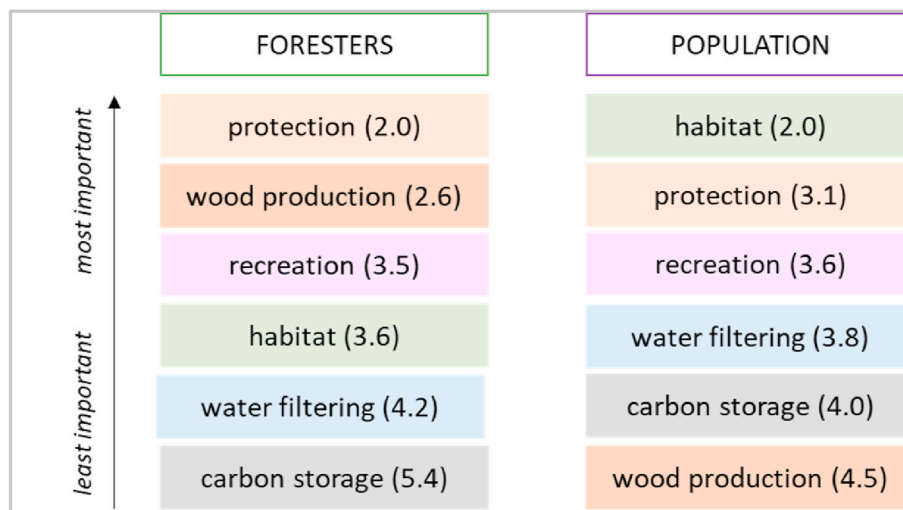 FORESTERS
POPULATION
most important
least important
protection (2.0)
wood production (2.6)
recreation (3.5)
habitat (3.6)
water filtering (4.2)
carbon storage (5.4)
habitat (2.0)
protection (3.1)
recreation (3.6)
water filtering (3.8)
carbon storage (4.0)
wood production (4.5)